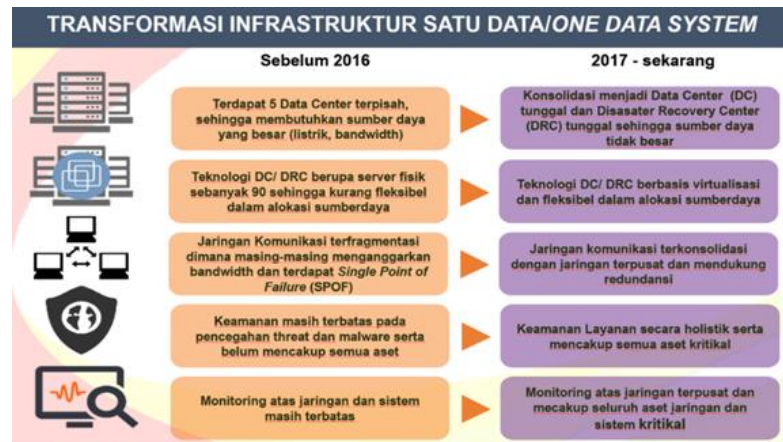 TRANSFORMASI INFRASTRUKTUR SATU DATA/ONE DATA SYSTEM
Sebelum 2016
2017 - sekarang
Terdapat 5 Data Center terpisah,
sehingga membutuhkan sumber daya
yang besar (listrik, bandwidth)
Konsolidasi menjadi Data Center (DC)
tunggal dan Disaster Recovery Center
(DRC) tunggal sehingga sumber daya
tidak besar
Teknologi DC/ DRC berupa server fisik
sebanyak 90 sehingga kurang fleksibel
dalam alokasi sumberdaya
Teknologi DC/ DRC berbasis virtualisasi
dan fleksibel dalam alokasi sumberdaya
Jaringan Komunikasi terfragmentasi
dimana masing-masing menganggarkan
bandwidth dan terdapat Single Point of
Failure (SPOF)
Jaringan komunikasi terkonsolidasi
dengan jaringan terpusat dan mendukung
redundansi
Keamanan masih terbatas pada
pencegahan threat dan malware serta
belum mencakup semua aset
Keamanan Layanan secara holistik serta
mencakup semua aset kritikal
Monitoring atas jaringan dan sistem
masih terbatas
Monitoring atas jaringan terpusat dan
mecakup seluruh aset jaringan dan
sistem kritikal